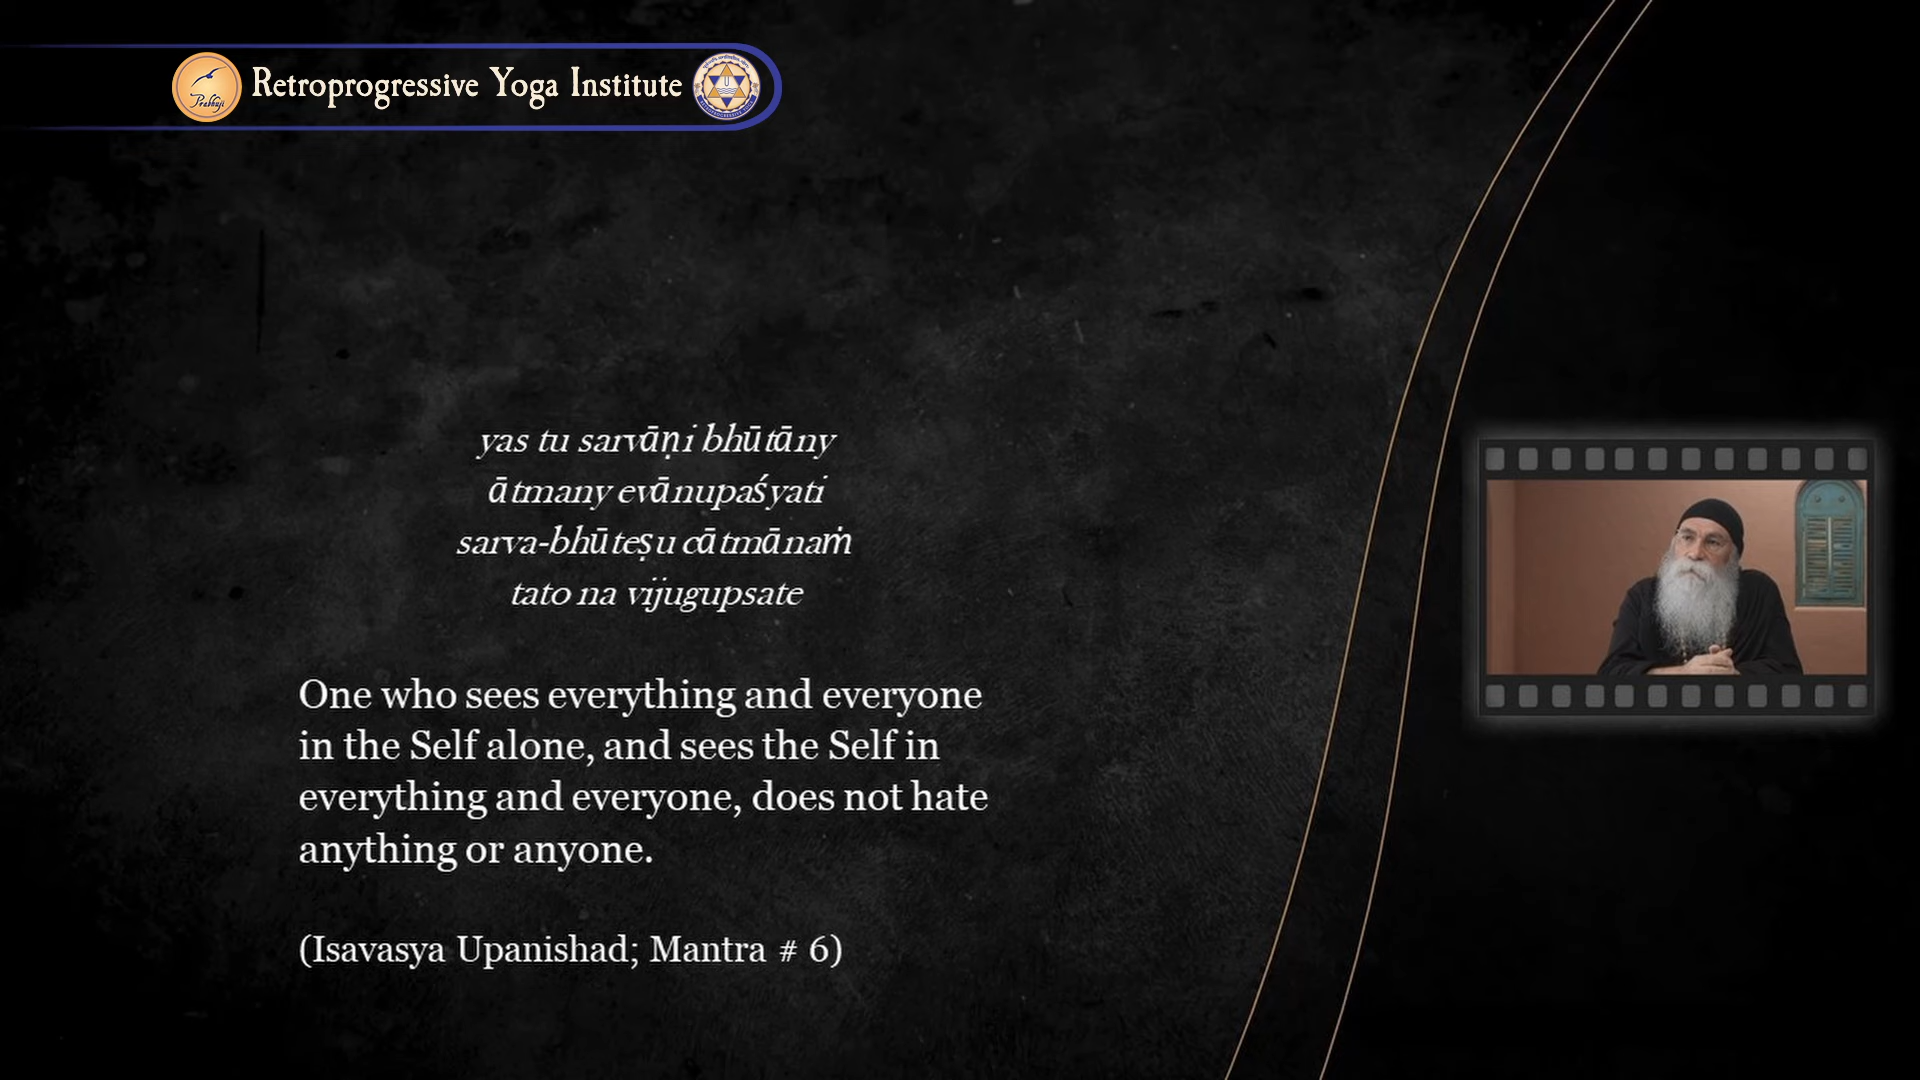 Prabhuji
Retroprogressive Yoga Institute
yas tu sarvāṇi bhūtāny
ātmany evānupaśyati
sarva-bhūteṣu cātmānaṁ
tato na vijugupsate
One who sees everything and everyone
in the Self alone, and sees the Self in
everything and everyone, does not hate
anything or anyone.
(Isavasya Upanishad; Mantra # 6)